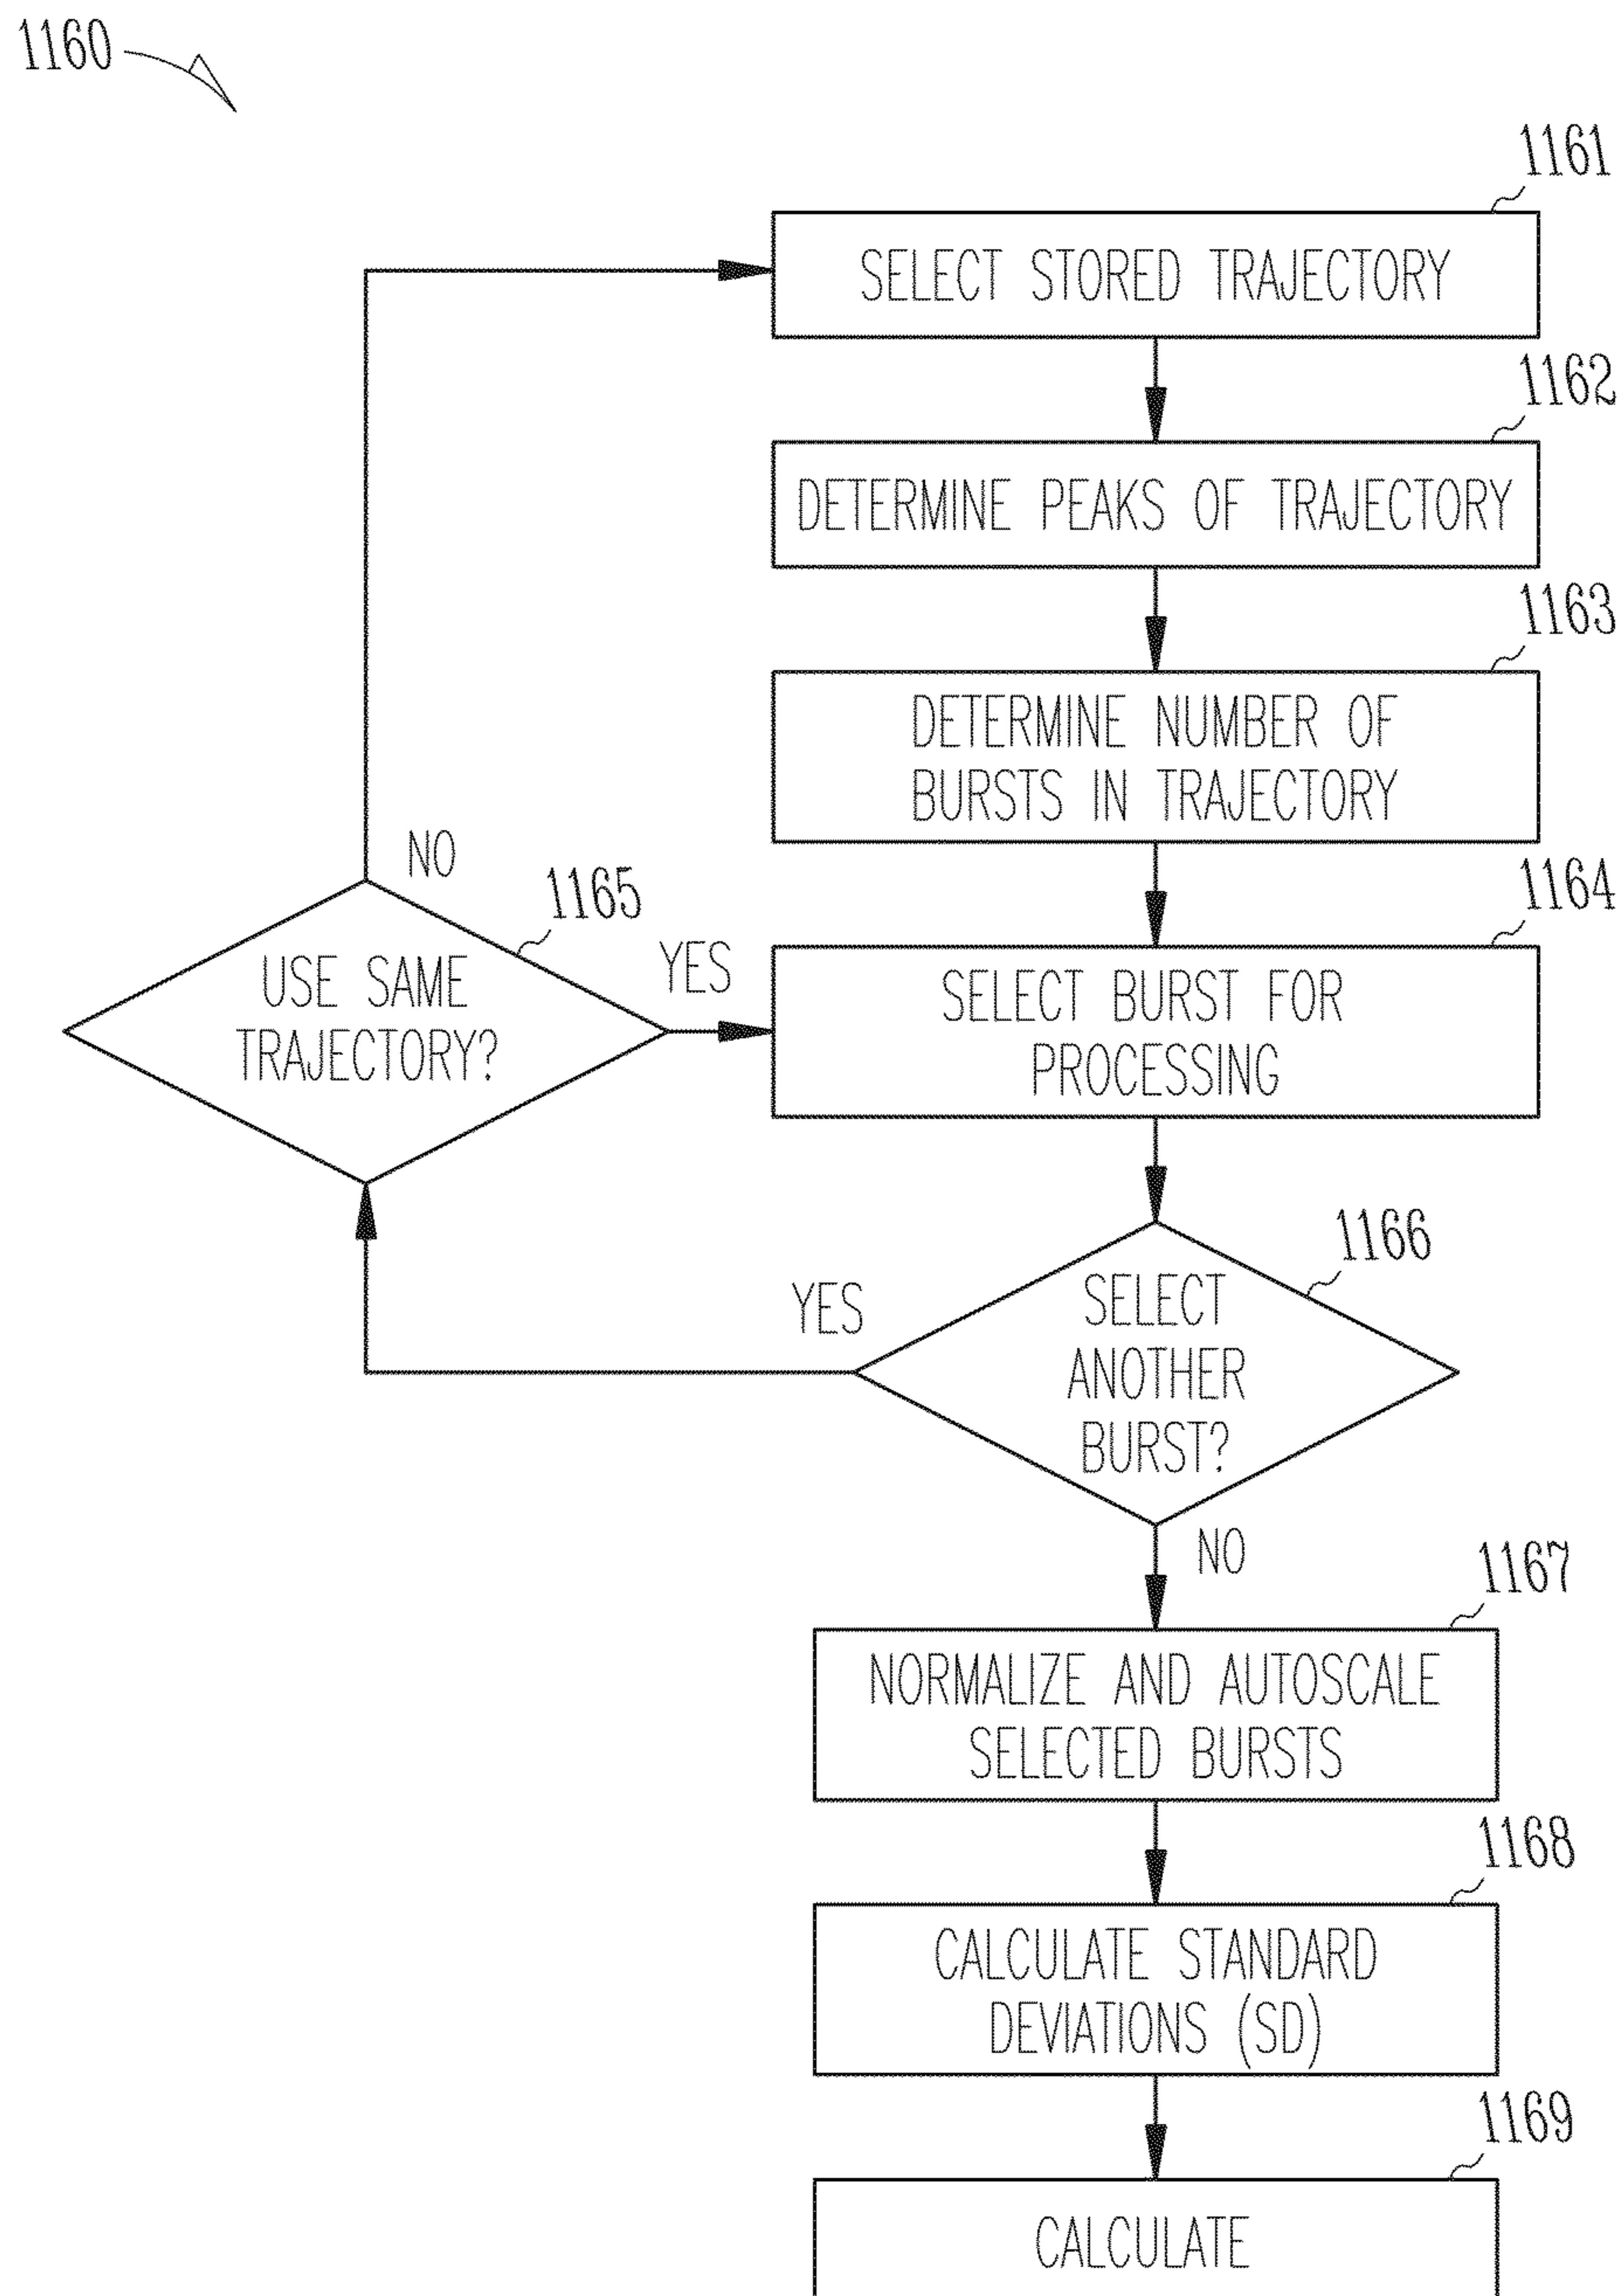 1160
1161
SELECT STORED TRAJECTORY
1162
DETERMINE PEAKS OF TRAJECTORY
1163
DETERMINE NUMBER OF
BURSTS IN TRAJECTORY
1164
SELECT BURST FOR
PROCESSING
NO
1165
USE SAME
TRAJECTORY?
YES
1166
SELECT
ANOTHER
BURST?
YES
NO
1167
NORMALIZE AND AUTOSCALE
SELECTED BURSTS
1168
CALCULATE STANDARD
DEVIATIONS (SD)
1169
CALCULATE